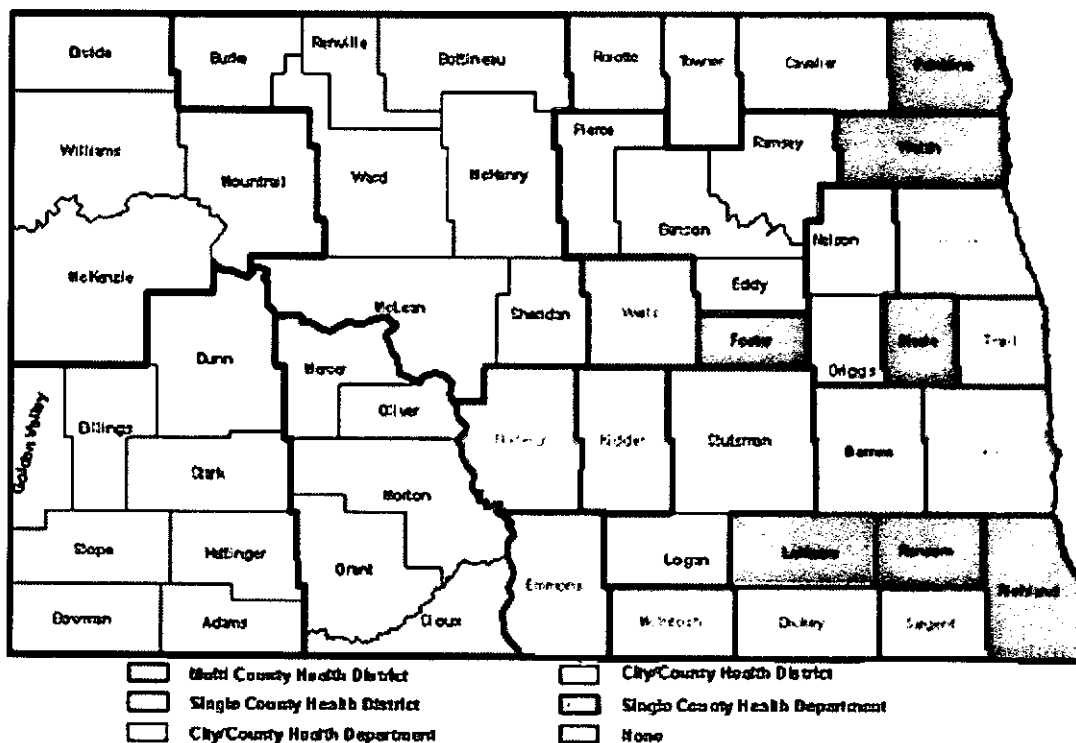 Divide
Burke
Renville
Bottineau
Rolette
Towner
Cavalier
Pembina
Williams
Mountrail
Ward
McHenry
Pierce
Ramsey
Walsh
Benson
Nelson
McKenzie
McLean
Sheridan
Wells
Eddy
Foster
Griggs
Steele
Traill
Dunn
Mercer
Oliver
Kidder
Stutsman
Barnes
Golden Valley
Billings
Stark
Morton
Slope
Hettinger
Grant
Emmons
Logan
LaMoure
Ransom
Richland
Bowman
Adams
Sioux
McIntosh
Dickey
Sargent
Multi County Health District
City/County Health District
Single County Health District
Single County Health Department
City/County Health Department
None